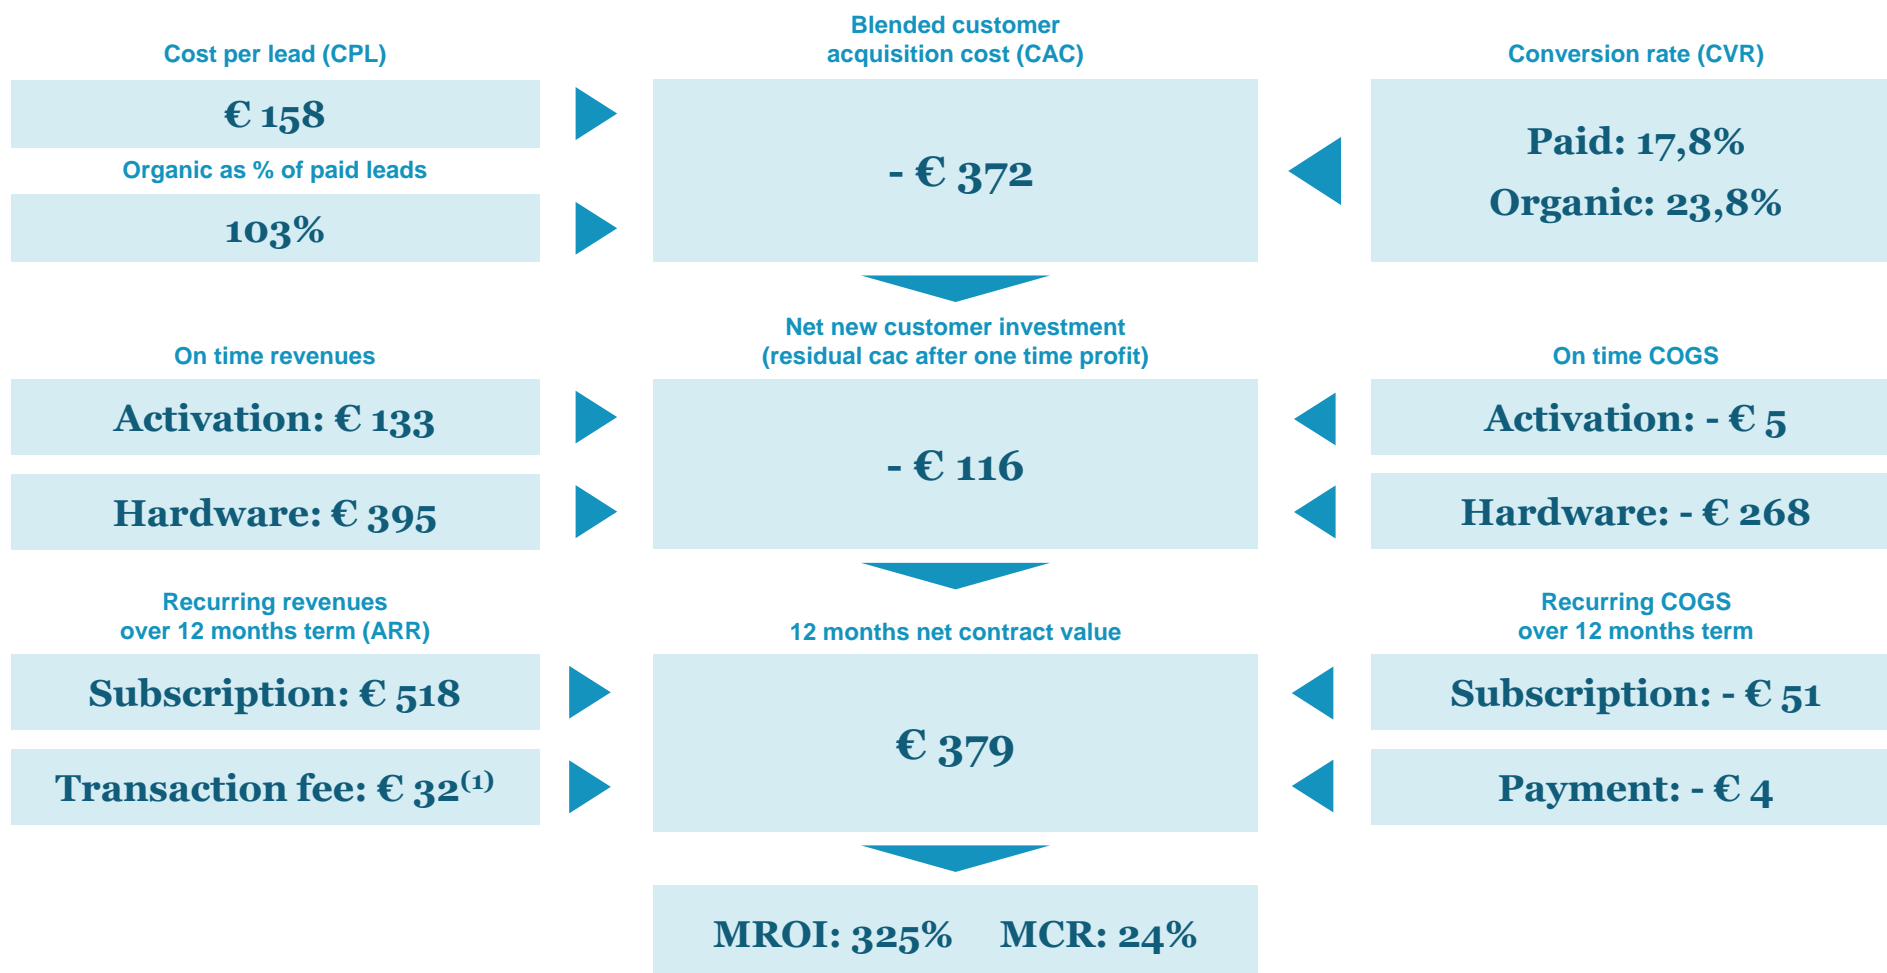 Cost per lead (CPL)
€ 158
Organic as % of paid leads
103%
Blended customer
acquisition cost (CAC)
- € 372
Conversion rate (CVR)
Paid: 17,8%
Organic: 23,8%
On time revenues
Activation: € 133
Hardware: € 395
Net new customer investment
(residual cac after one time profit)
- € 116
On time COGS
Activation: - € 5
Hardware: - € 268
Recurring revenues
over 12 months term (ARR)
Subscription: € 518
Transaction fee: € 32(1)
12 months net contract value
€ 379
Recurring COGS
over 12 months term
Subscription: - € 51
Payment: - € 4
MROI: 325% MCR: 24%